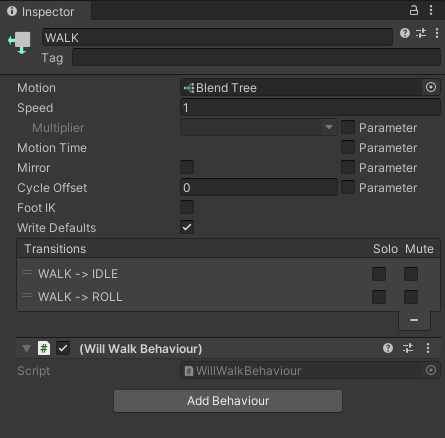 Inspector
WALK
Tag
Motion Blend Tree
Speed 1
Multiplier Parameter
Motion Time Parameter
Mirror Parameter
Cycle Offset 0 Parameter
Foot IK
Write Defaults
Transitions Solo Mute
WALK -> IDLE
WALK -> ROLL
# (Will Walk Behaviour)
Script # WillWalkBehaviour
Add Behaviour